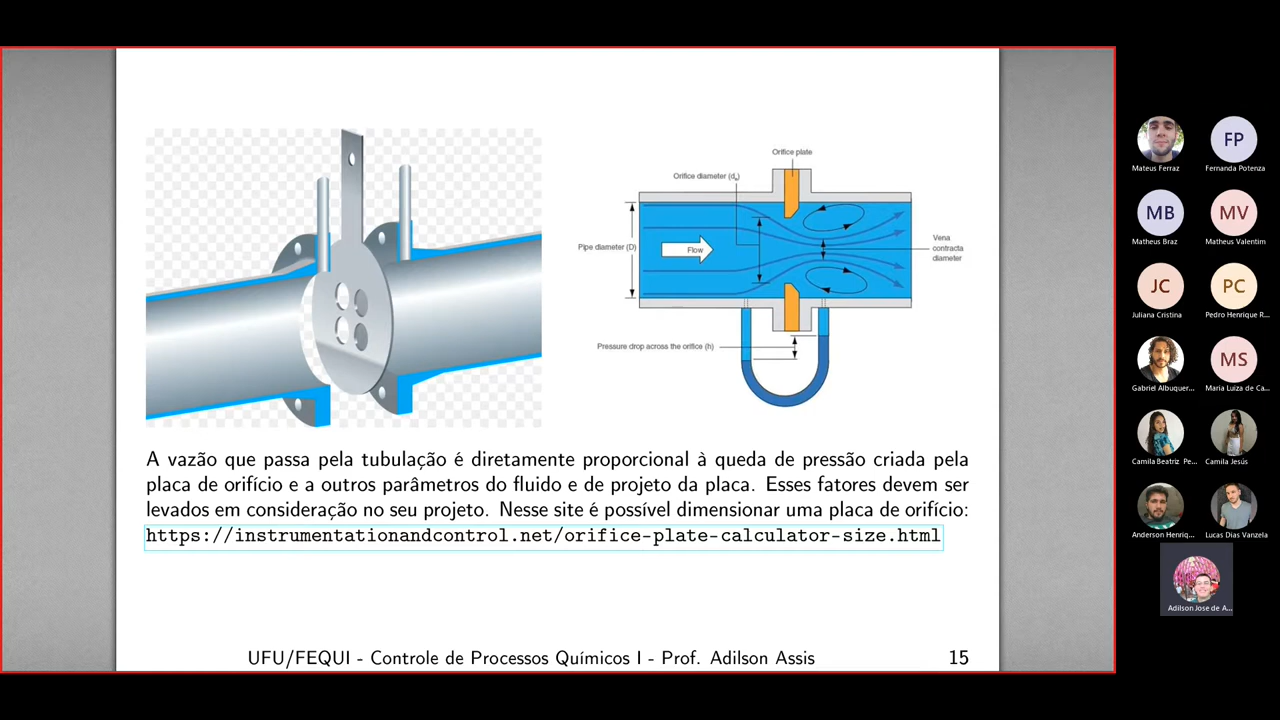 Orifice plate
Orifice diameter (dₒ)
Pipe diameter (D)
Flow
Vena
contracta
diameter
Pressure drop across the orifice (h)
A vazão que passa pela tubulação é diretamente proporcional à queda de pressão criada pela
placa de orifício e a outros parâmetros do fluido e de projeto da placa. Esses fatores devem ser
levados em consideração no seu projeto. Nesse site é possível dimensionar uma placa de orifício:
https://instrumentationandcontrol.net/orifice-plate-calculator-size.html
UFU/FEQUI - Controle de Processos Químicos I - Prof. Adilson Assis 15
Mateus Ferraz
FP
Fernanda Potenza
MB
Matheus Braz
MV
Matheus Valentim
JC
Juliana Cristina
PC
Pedro Henrique R...
Gabriel Albuquer...
MS
Maria Luiza de Ca...
Camila Beatriz Pe...
Camila Jesús
Anderson Henriq...
Lucas Dias Vanzela
Adilson Jose de A...